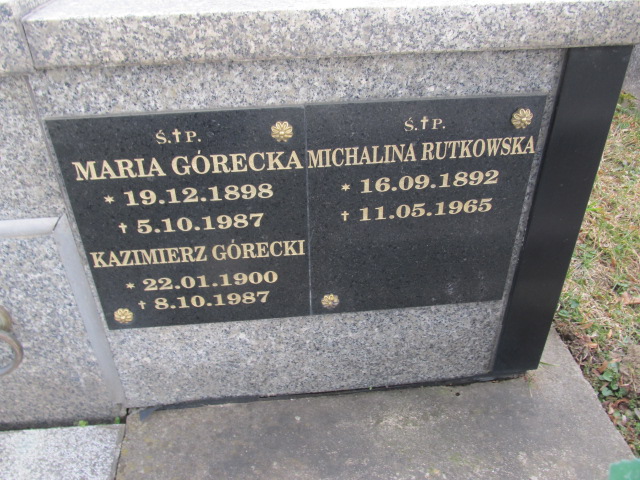 Ś.✝P.
MARIA GÓRECKA
* 19.12.1898
✝ 5.10.1987
KAZIMIERZ GÓRECKI
* 22.01.1900
✝ 8.10.1987
Ś.✝P.
MICHALINA RUTKOWSKA
* 16.09.1892
✝ 11.05.1965